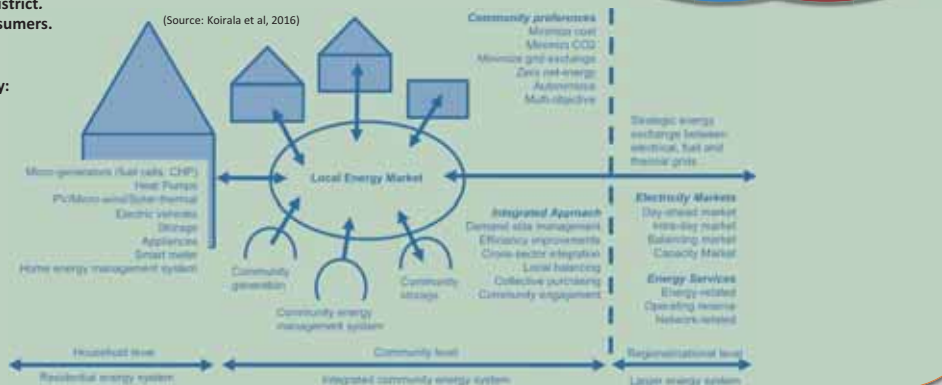 strict.
sumers.
y:
(Source: Koirala et al, 2016)
Community preferences
Minimize cost
Minimize CO2
Minimize grid exchange
Zero net-energy
Autonomous
Multi-objective
Strategic energy
exchange between
electrical, fuel and
thermal grids
Micro-generators (fuel cells, CHP)
Heat Pumps
PV/Micro-wind/Solar-thermal
Electric vehicles
Storage
Appliances
Smart meter
Home energy management system
Local Energy Market
Community
generation
Community energy
management system
Community
storage
Integrated Approach
Demand side management
Efficiency improvements
Cross-sector integration
Local balancing
Collective purchasing
Community engagement
Electricity Markets
Day-ahead market
Intra-day market
Balancing market
Capacity Market
Energy Services
Energy-related
Operating reserve
Network-related
Household level
Residential energy system
Community level
Integrated community energy system
Regional/national level
Larger energy system